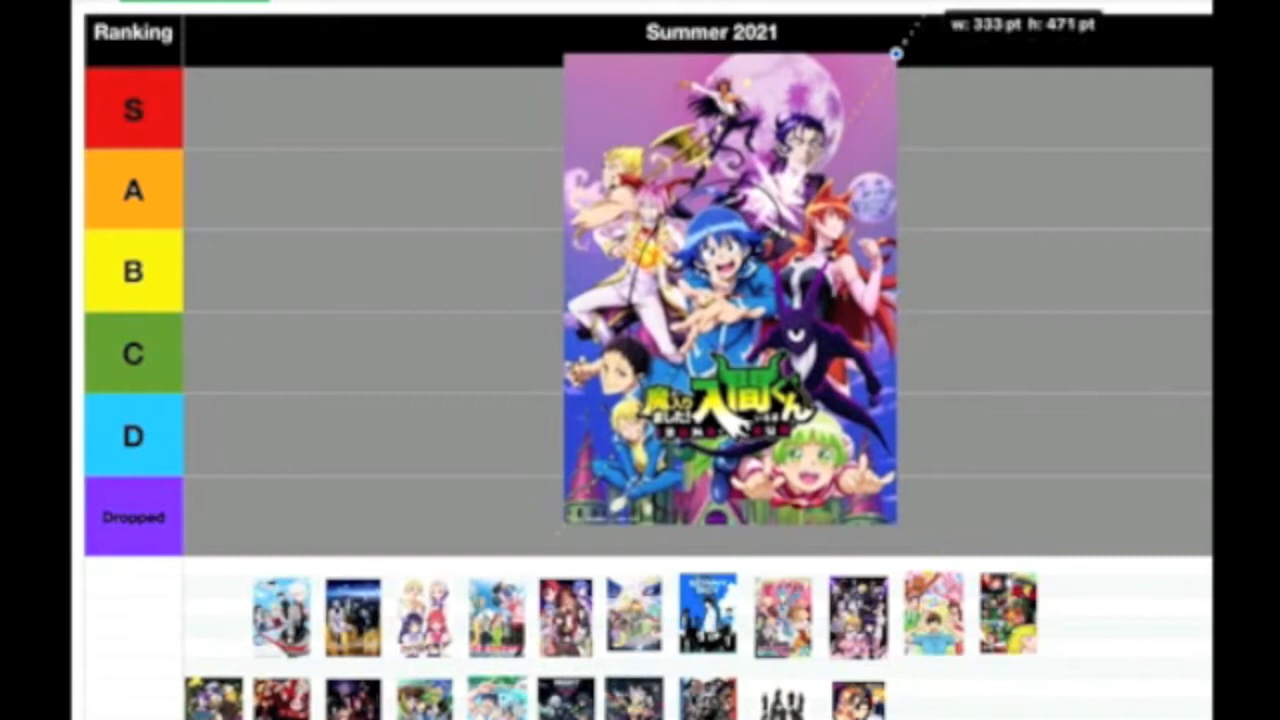 w: 333 pt h: 471 pt
Ranking
Summer 2021
S
A
B
C
D
Dropped
魔入り
ました!
入間くん